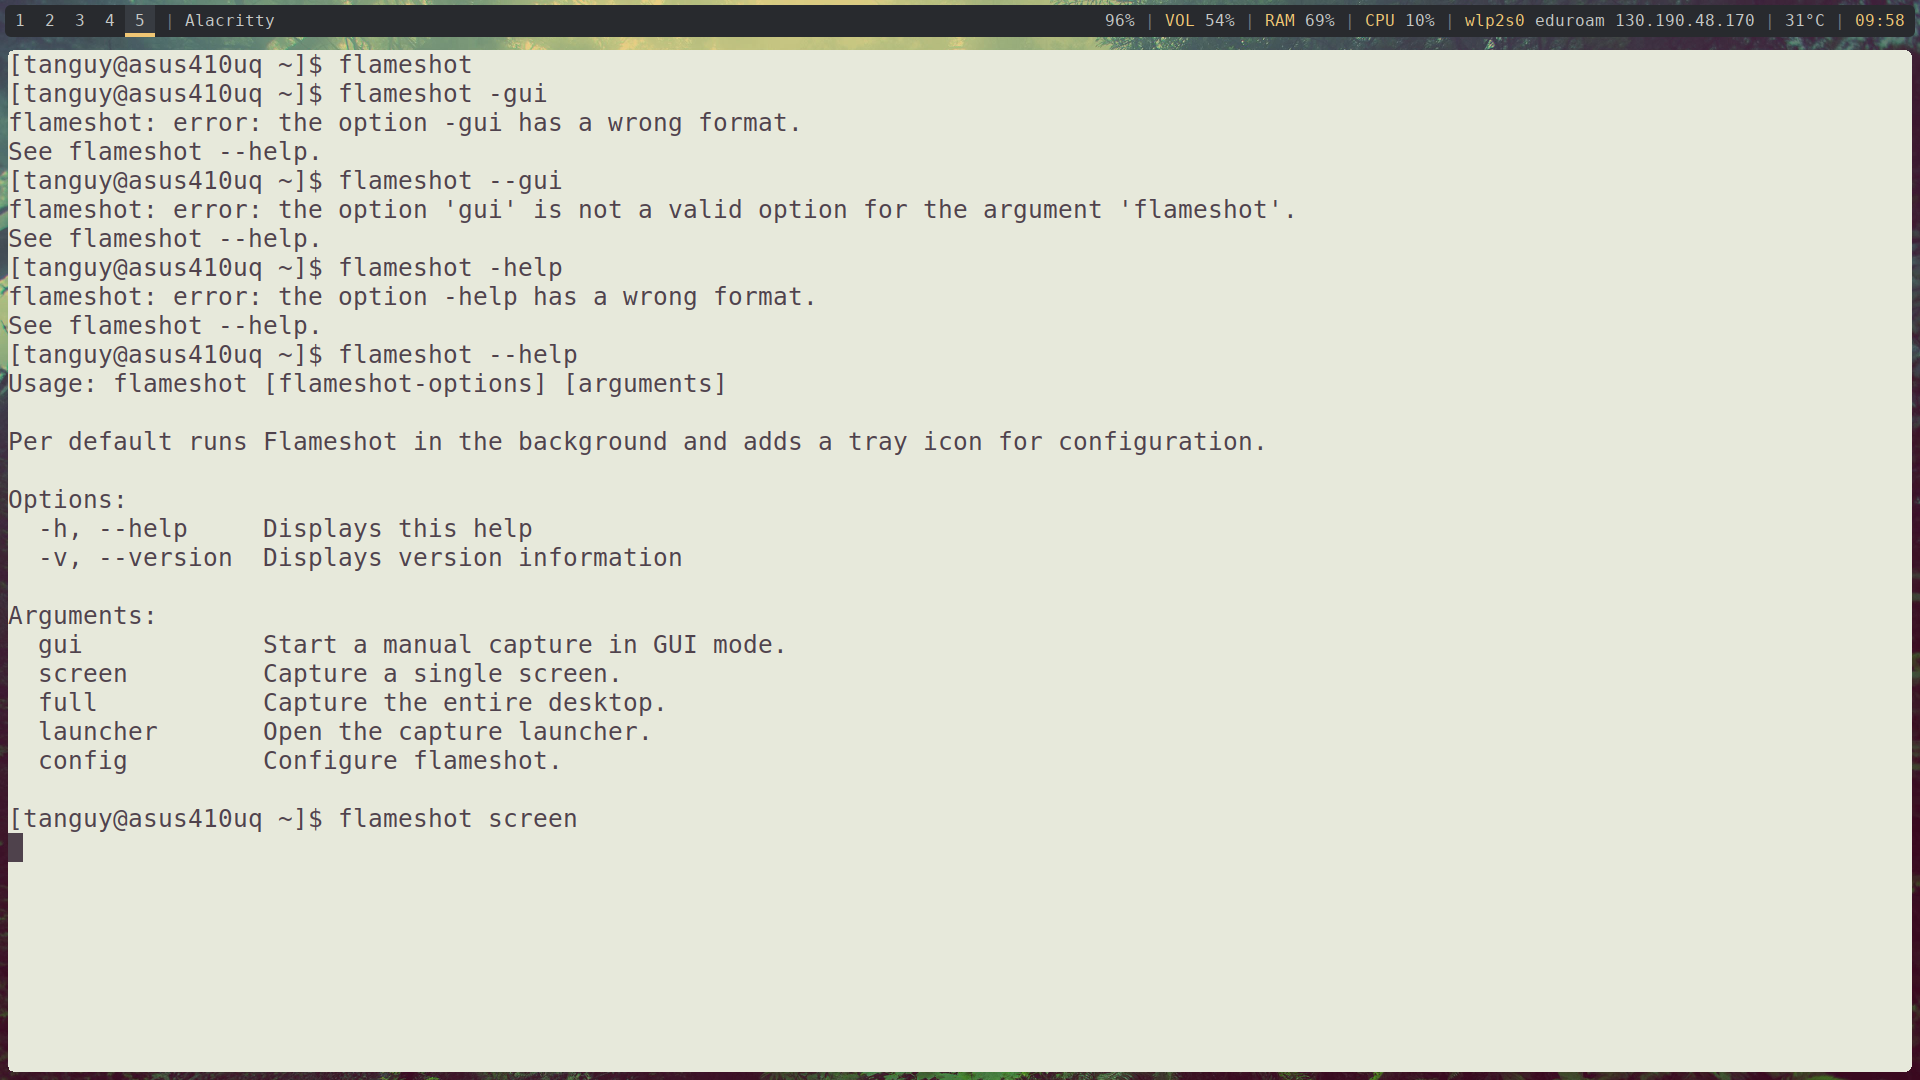 1 2 3 4 5 | Alacritty 96% | VOL 54% | RAM 69% | CPU 10% | wlp2s0 eduroam 130.190.48.170 | 31°C | 09:58
[tanguy@asus410uq ~]$ flameshot
[tanguy@asus410uq ~]$ flameshot -gui
flameshot: error: the option -gui has a wrong format.
See flameshot --help.
[tanguy@asus410uq ~]$ flameshot --gui
flameshot: error: the option 'gui' is not a valid option for the argument 'flameshot'.
See flameshot --help.
[tanguy@asus410uq ~]$ flameshot -help
flameshot: error: the option -help has a wrong format.
See flameshot --help.
[tanguy@asus410uq ~]$ flameshot --help
Usage: flameshot [flameshot-options] [arguments]

Per default runs Flameshot in the background and adds a tray icon for configuration.

Options:
  -h, --help     Displays this help
  -v, --version  Displays version information

Arguments:
  gui            Start a manual capture in GUI mode.
  screen         Capture a single screen.
  full           Capture the entire desktop.
  launcher       Open the capture launcher.
  config         Configure flameshot.

[tanguy@asus410uq ~]$ flameshot screen